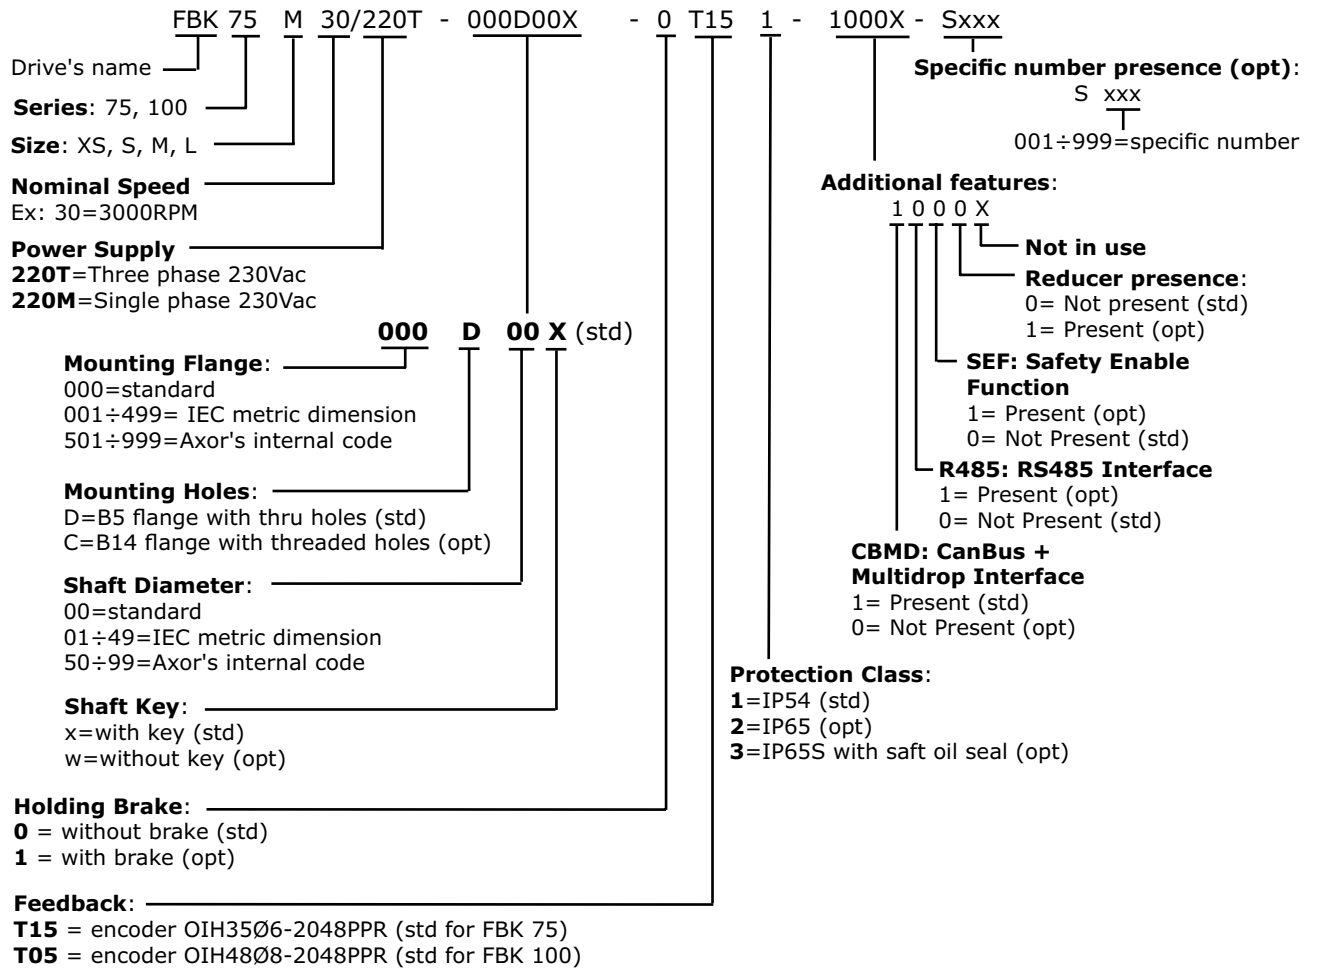 FBK 75 M 30/220T - 000D00X - 0 T15 1 - 1000X - Sxxx
Drive's name
Series: 75, 100
Size: XS, S, M, L
Nominal Speed
Ex: 30=3000RPM
Power Supply
220T=Three phase 230Vac
220M=Single phase 230Vac
000 D 00 X (std)
Mounting Flange:
000=standard
001÷499= IEC metric dimension
501÷999=Axor's internal code
Mounting Holes:
D=B5 flange with thru holes (std)
C=B14 flange with threaded holes (opt)
Shaft Diameter:
00=standard
01÷49=IEC metric dimension
50÷99=Axor's internal code
Shaft Key:
x=with key (std)
w=without key (opt)
Holding Brake:
0 = without brake (std)
1 = with brake (opt)
Feedback:
T15 = encoder OIH35Ø6-2048PPR (std for FBK 75)
T05 = encoder OIH48Ø8-2048PPR (std for FBK 100)
Specific number presence (opt):
S xxx
001÷999=specific number
Additional features:
1 0 0 0 X
Not in use
Reducer presence:
0= Not present (std)
1= Present (opt)
SEF: Safety Enable
Function
1= Present (opt)
0= Not Present (std)
R485: RS485 Interface
1= Present (opt)
0= Not Present (std)
CBMD: CanBus +
Multidrop Interface
1= Present (std)
0= Not Present (opt)
Protection Class:
1=IP54 (std)
2=IP65 (opt)
3=IP65S with saft oil seal (opt)